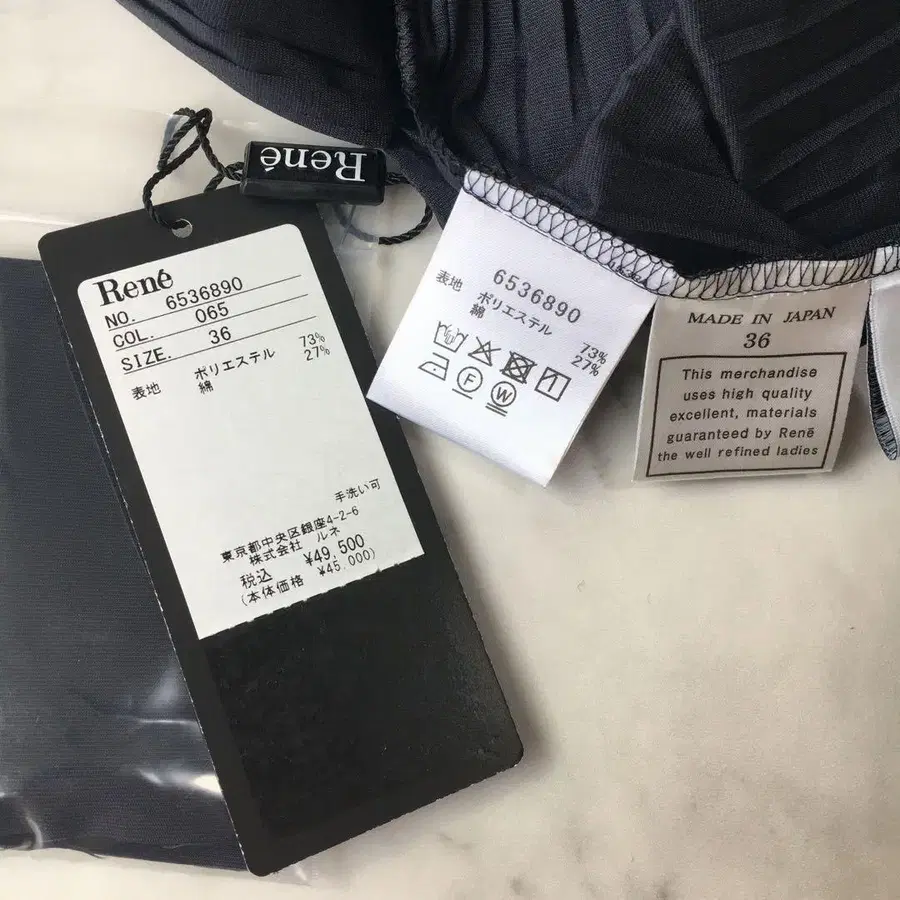 René
René
NO. 6536890
COL. 065
SIZE. 36
表地 ポリエステル 73%
綿 27%
手洗い可
東京都中央区銀座4-2-6
株式会社 ルネ
税込 ¥49,500
(本体価格 ¥45,000)
6536890
表地 ポリエステル 73%
綿 27%
F W 1
MADE IN JAPAN
36
This merchandise
uses high quality
excellent, materials
guaranteed by René
the well refined ladies